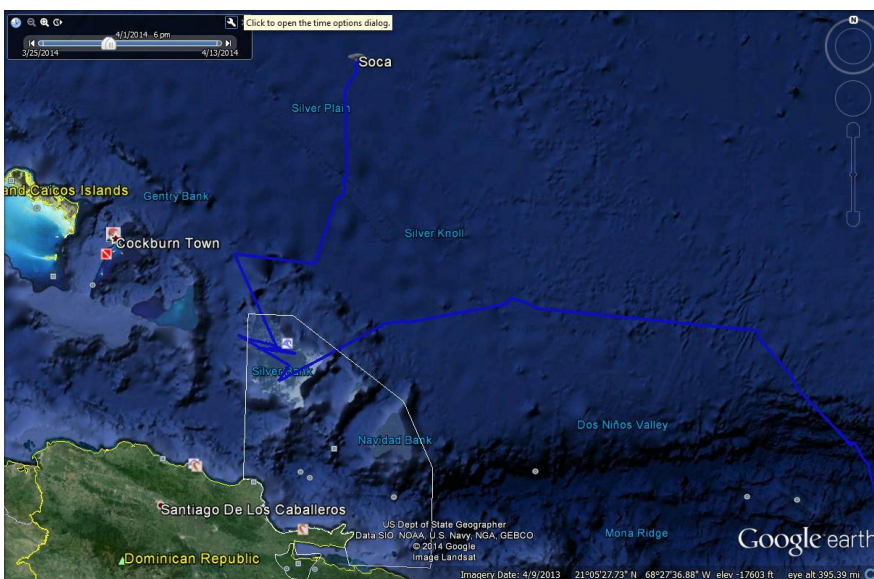 Click to open the time options dialog.
4/1/2014 6 pm
3/25/2014
4/13/2014
N
Soca
Silver Plain
and Caicos Islands
Gentry Bank
Cockburn Town
Silver Knoll
Silver Bank
Dos Niños Valley
Navidad Bank
Santiago De Los Caballeros
US Dept of State Geographer
Data SIO, NOAA, U.S. Navy, NGA, GEBCO
© 2014 Google
Image Landsat
Mona Ridge
Google earth
Dominican Republic
Imagery Date: 4/9/2013 21°05'27.73" N 68°27'36.88" W elev -17603 ft eye alt 395.39 mi